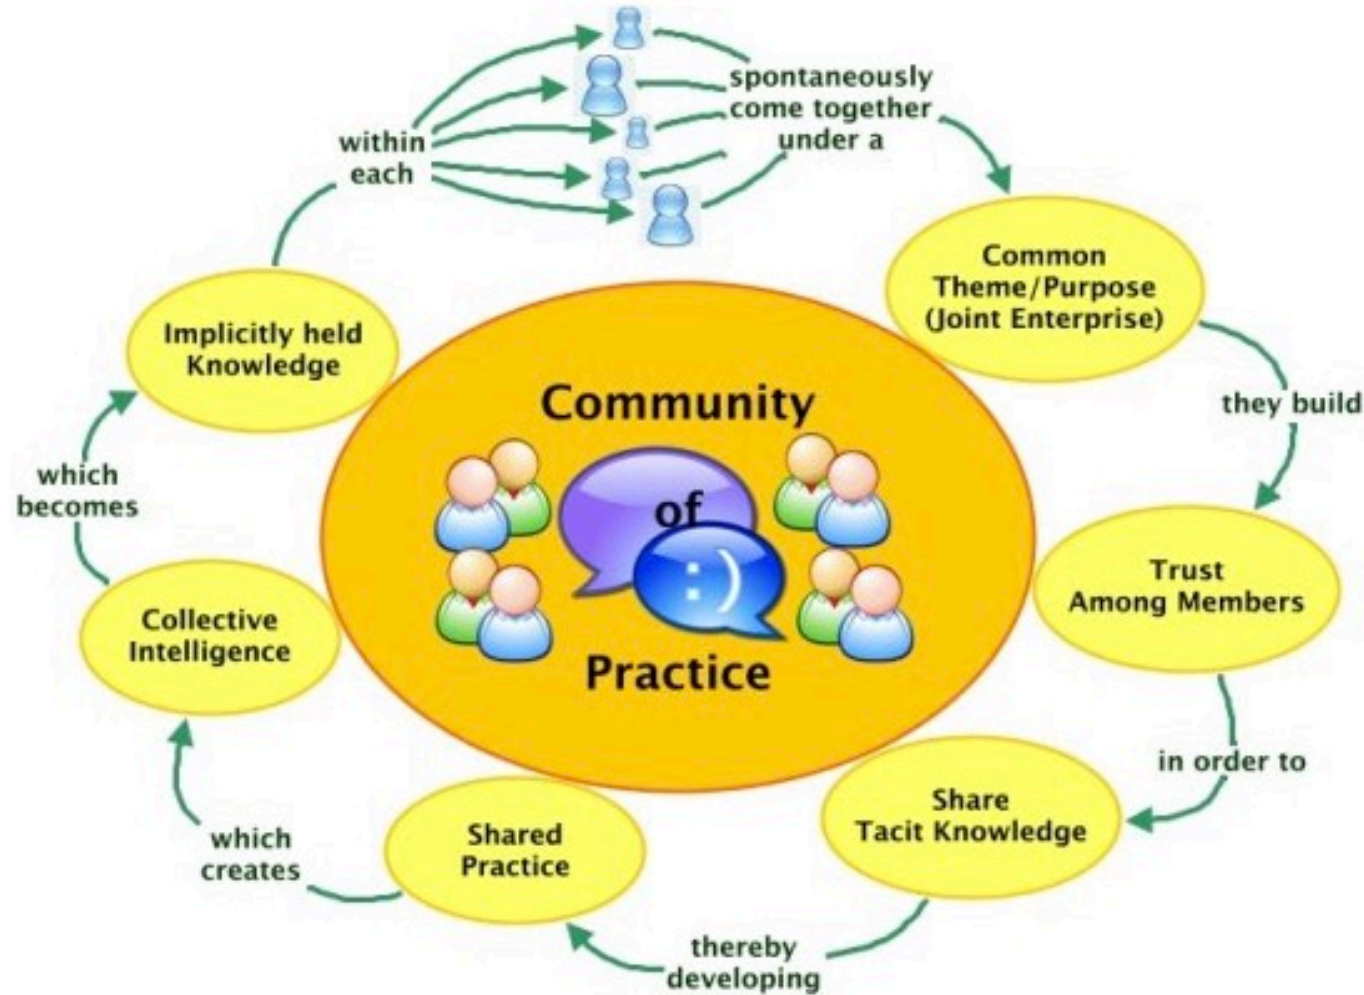 within
each
spontaneously
come together
under a
Common
Theme/Purpose
(Joint Enterprise)
they build
Trust
Among Members
in order to
Share
Tacit Knowledge
thereby
developing
Shared
Practice
which
creates
Collective
Intelligence
which
becomes
Implicitly held
Knowledge
Community
of
:)
Practice